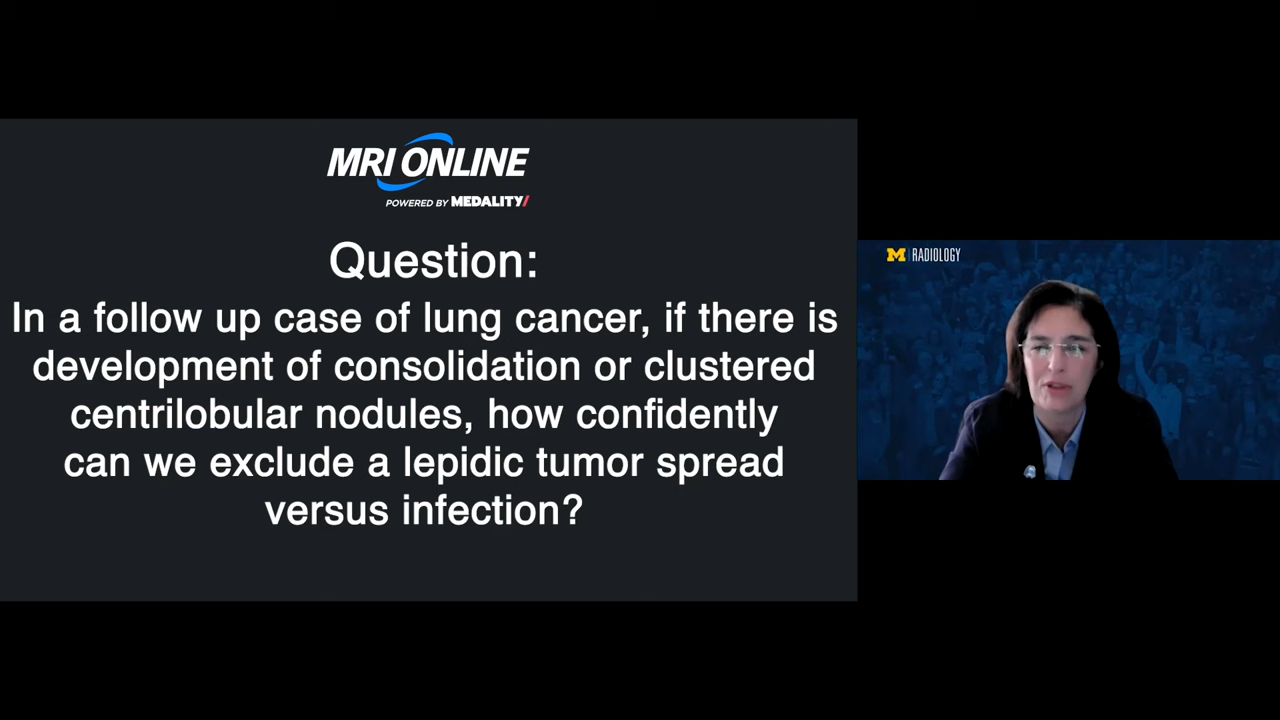 MRI ONLINE
POWERED BY MEDALITY/
Question:
In a follow up case of lung cancer, if there is
development of consolidation or clustered
centrilobular nodules, how confidently
can we exclude a lepidic tumor spread
versus infection?
M | RADIOLOGY